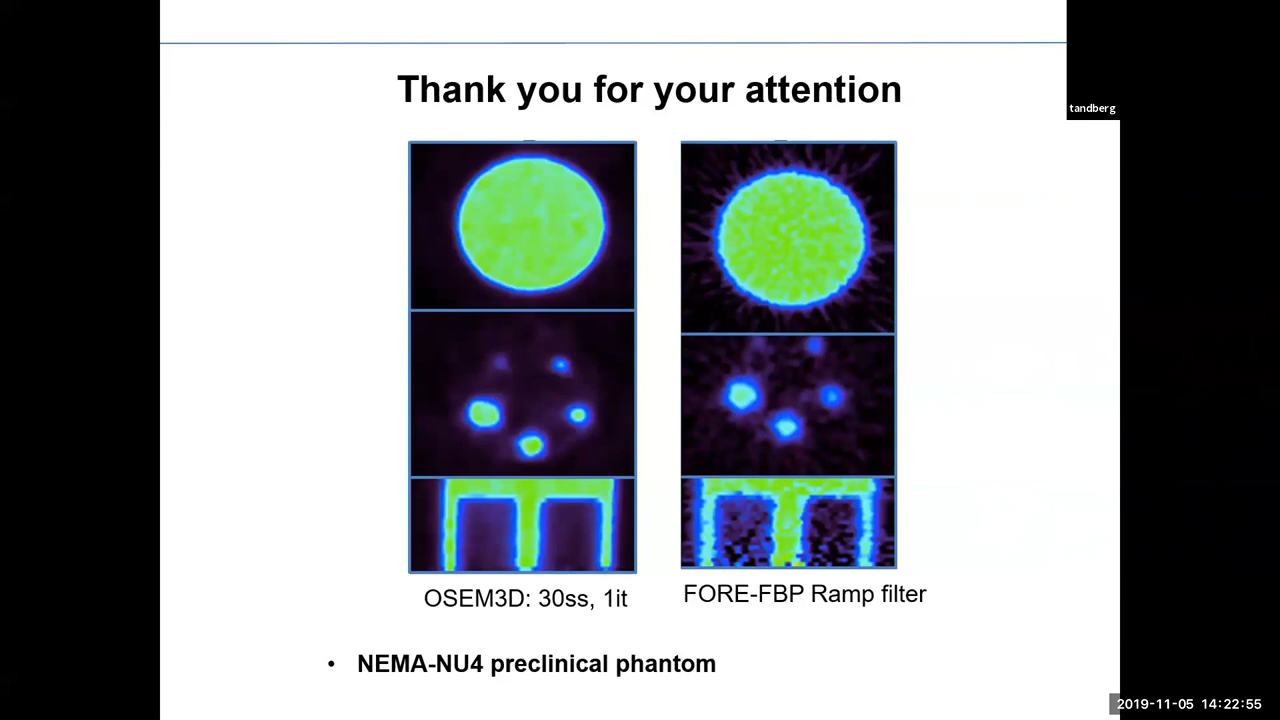 Thank you for your attention
tandberg
OSEM3D: 30ss, 1it
FORE-FBP Ramp filter
• NEMA-NU4 preclinical phantom
2019-11-05 14:22:55